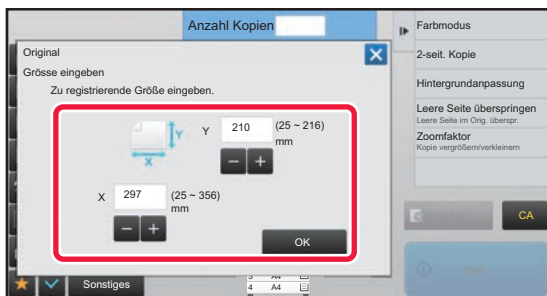 Anzahl Kopien
Original
Grösse eingeben
Zu registrierende Größe eingeben.
Y
X
Y 210 (25 ~ 216)
mm
X 297 (25 ~ 356)
mm
OK
Sonstiges
4 A4
Farbmodus
2-seit. Kopie
Hintergrundanpassung
Leere Seite überspringen
Leere Seite im Orig. überspr.
Zoomfaktor
Kopie vergrößern/verkleinern
CA
Start